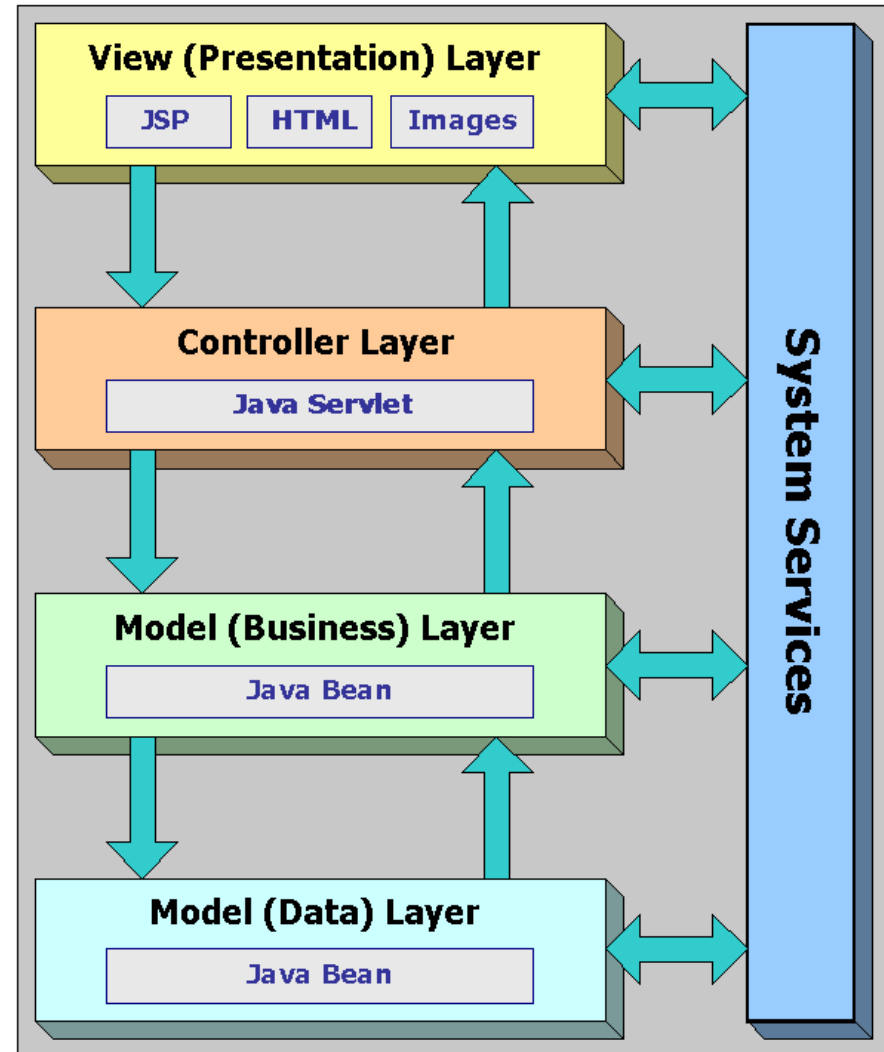 View (Presentation) Layer
JSP HTML Images
Controller Layer
Java Servlet
Model (Business) Layer
Java Bean
Model (Data) Layer
Java Bean
System Services